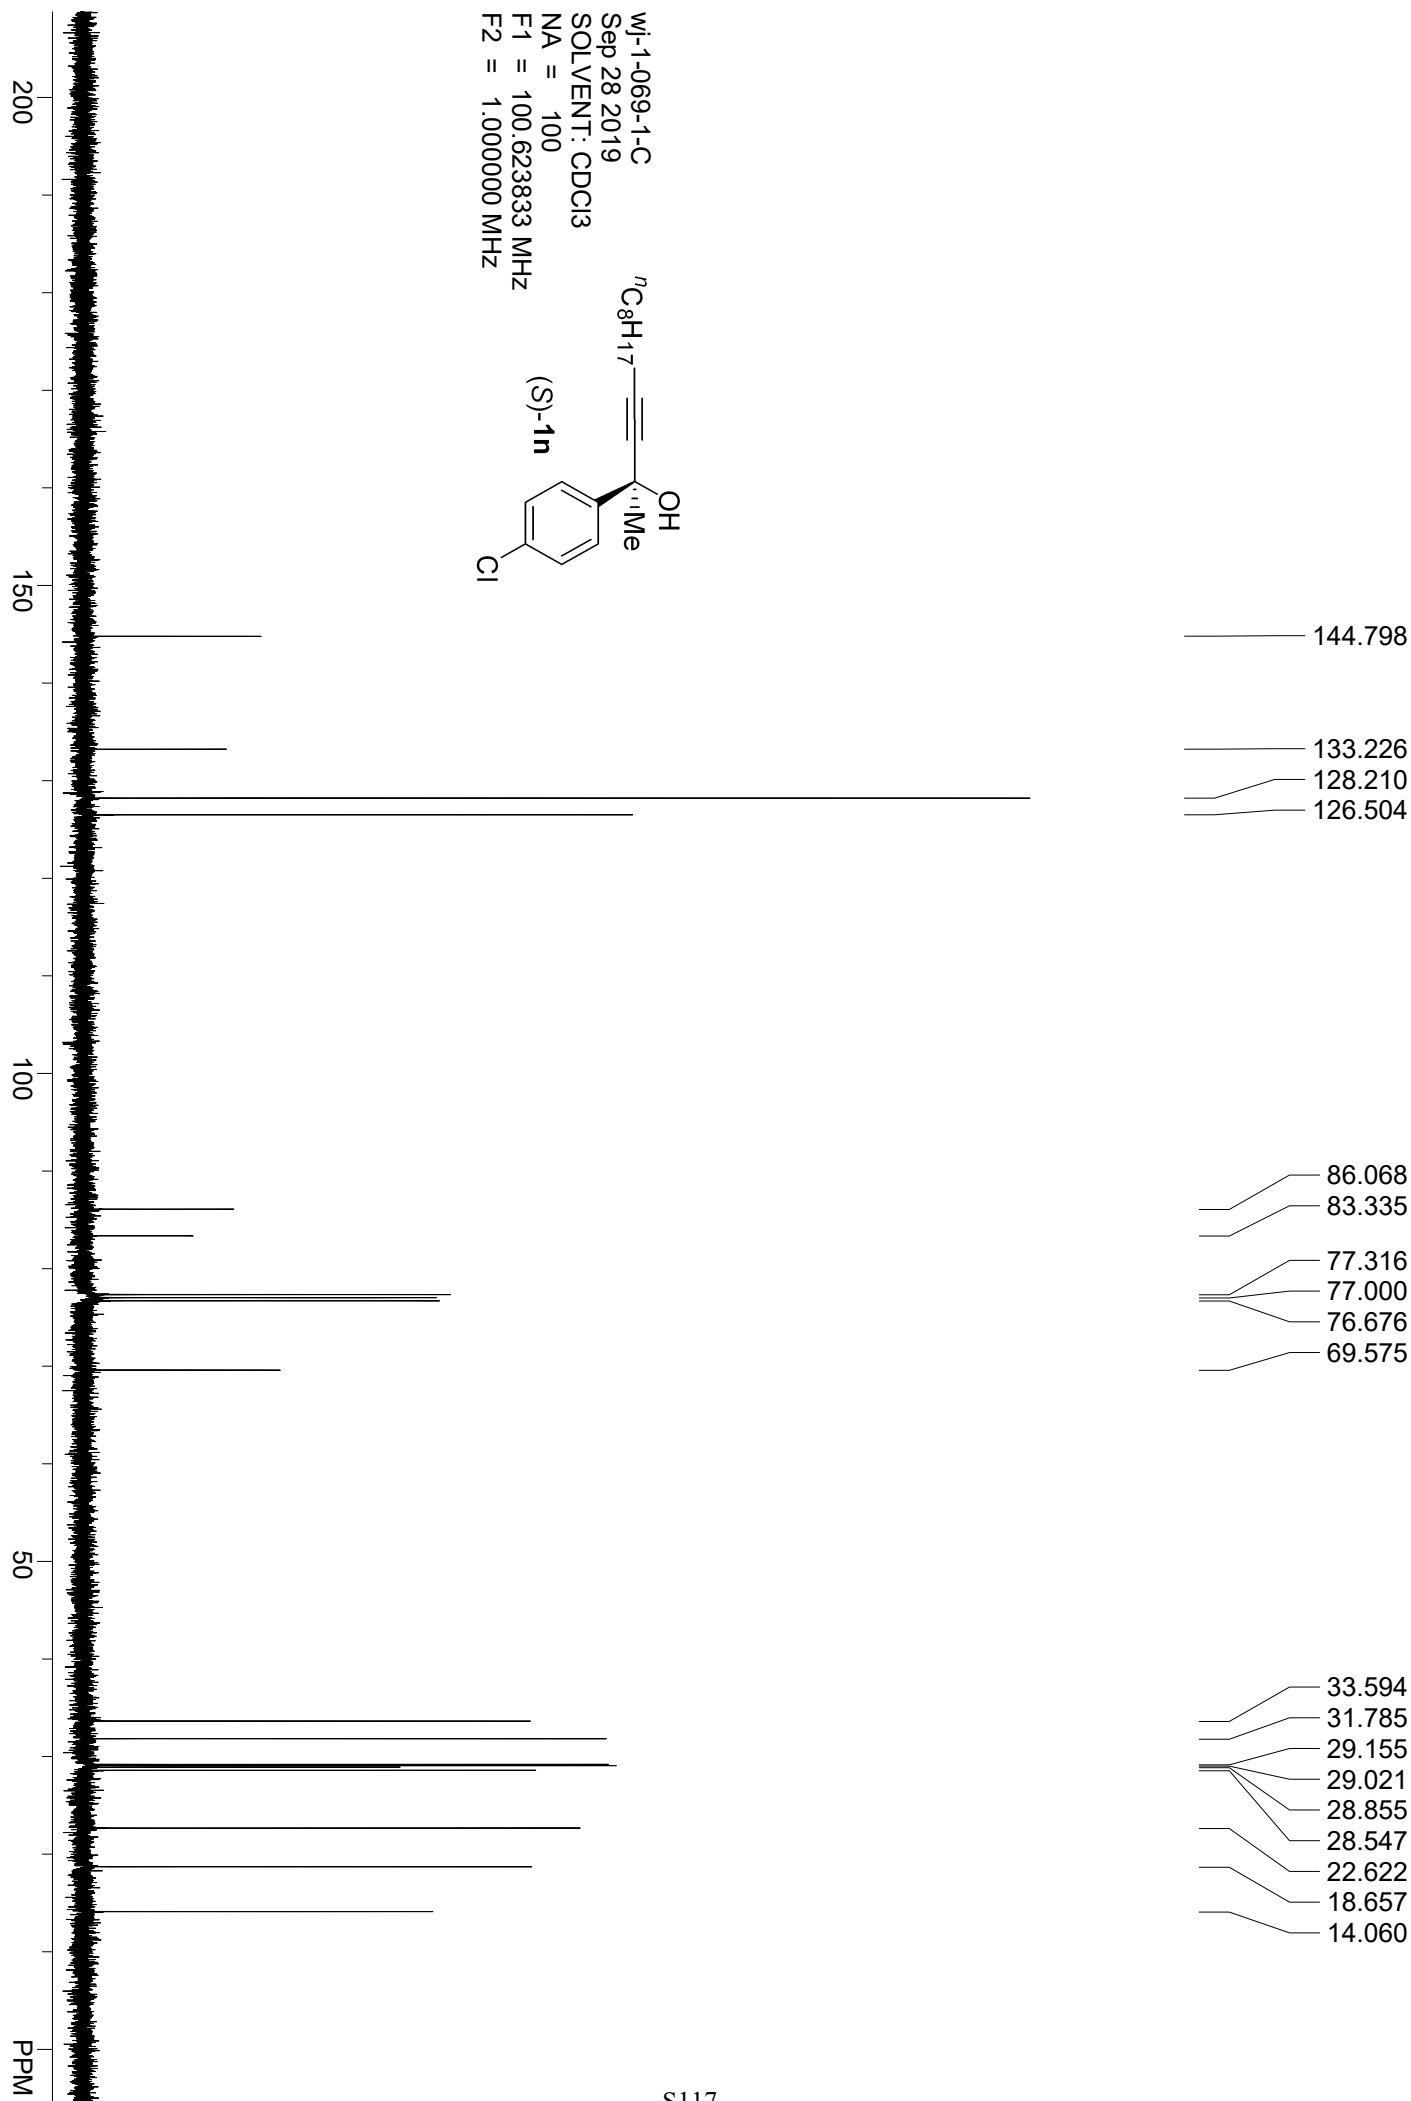 wj-1-069-1-C
Sep 28 2019
SOLVENT: CDCl3
NA = 100
F1 = 100.623833 MHz
F2 = 1.000000 MHz
nC8H17
OH
Me
Cl
(S)-1n
144.798
133.226
128.210
126.504
86.068
83.335
77.316
77.000
76.676
69.575
33.594
31.785
29.155
29.021
28.855
28.547
22.622
18.657
14.060
200
150
100
50
PPM
S117